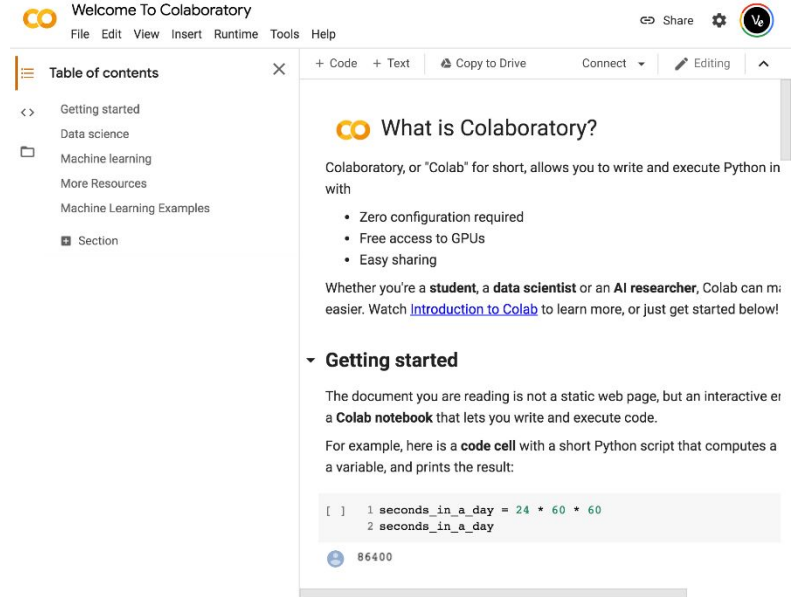 Welcome To Colaboratory
File Edit View Insert Runtime Tools Help
Share
Ve
Table of contents
Getting started
Data science
Machine learning
More Resources
Machine Learning Examples
Section
+ Code + Text Copy to Drive Connect Editing
CO What is Colaboratory?
Colaboratory, or "Colab" for short, allows you to write and execute Python in
with
• Zero configuration required
• Free access to GPUs
• Easy sharing
Whether you're a student, a data scientist or an AI researcher, Colab can
easier. Watch Introduction to Colab to learn more, or just get started below!
Getting started
The document you are reading is not a static web page, but an interactive
a Colab notebook that lets you write and execute code.
For example, here is a code cell with a short Python script that computes a
a variable, and prints the result:
[ ] 1 seconds_in_a_day = 24 * 60 * 60
2 seconds_in_a_day
86400